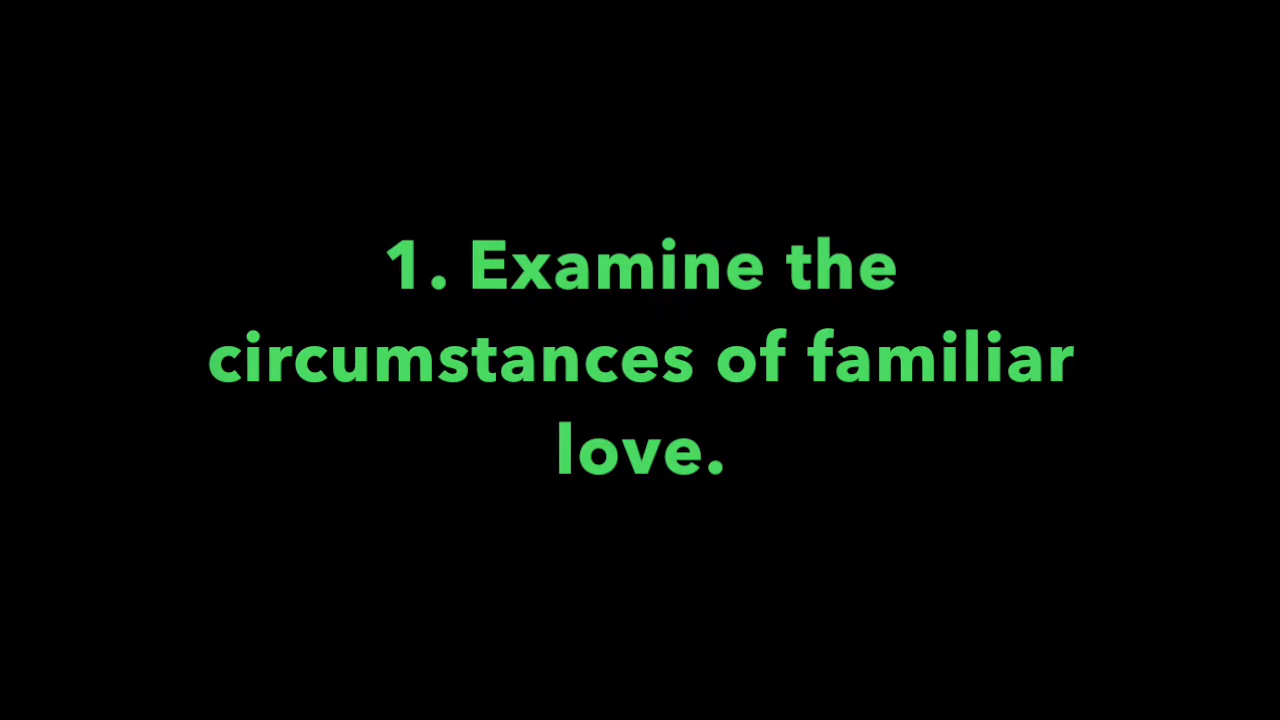 1. Examine the
circumstances of familiar
love.